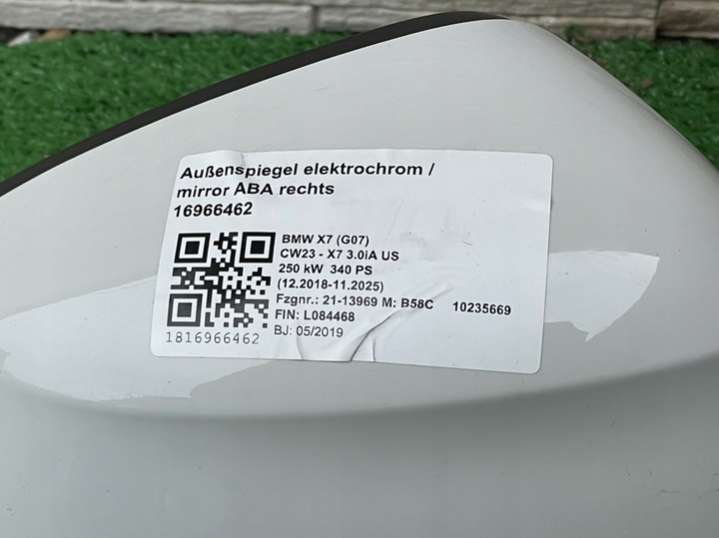 Außenspiegel elektrochrom /
mirror ABA rechts
16966462
BMW X7 (G07)
CW23 - X7 3.0iA US
250 kW 340 PS
(12.2018-11.2025)
Fzgnr.: 21-13969 M: B58C 10235669
FIN: L084468
BJ: 05/2019
1816966462